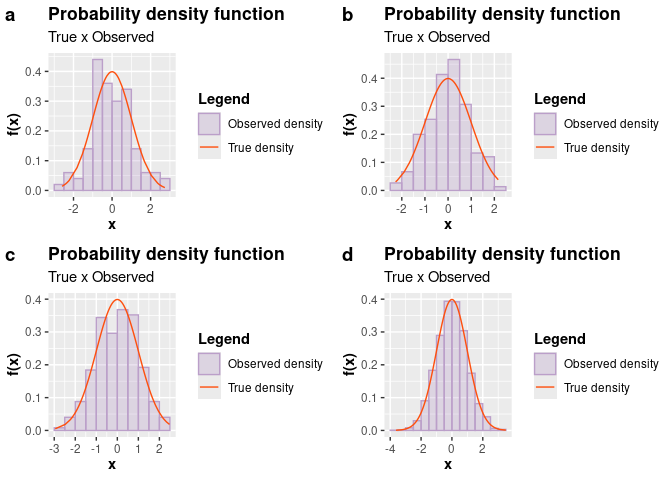 a
Probability density function
True x Observed
0.4
0.3
0.2
0.1
0.0
f(x)
-2 0 2
x
Legend
Observed density
True density
b
Probability density function
True x Observed
0.4
0.3
0.2
0.1
0.0
f(x)
-2 -1 0 1 2
x
Legend
Observed density
True density
c
Probability density function
True x Observed
0.4
0.3
0.2
0.1
0.0
f(x)
-3 -2 -1 0 1 2
x
Legend
Observed density
True density
d
Probability density function
True x Observed
0.4
0.3
0.2
0.1
0.0
f(x)
-4 -2 0 2
x
Legend
Observed density
True density